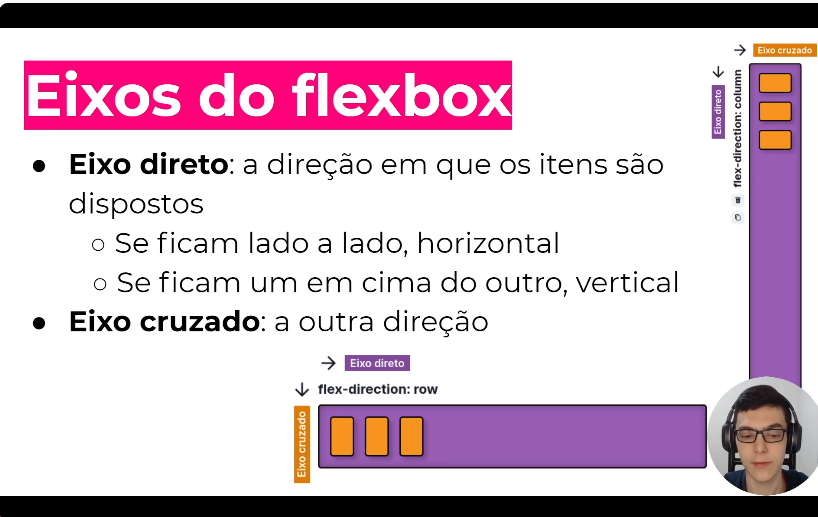 Eixos do flexbox
● Eixo direto: a direção em que os itens são
dispostos
○ Se ficam lado a lado, horizontal
○ Se ficam um em cima do outro, vertical
● Eixo cruzado: a outra direção
→ Eixo direto
↓ flex-direction: row
Eixo cruzado
→ Eixo cruzado
↓ Eixo direto
flex-direction: column